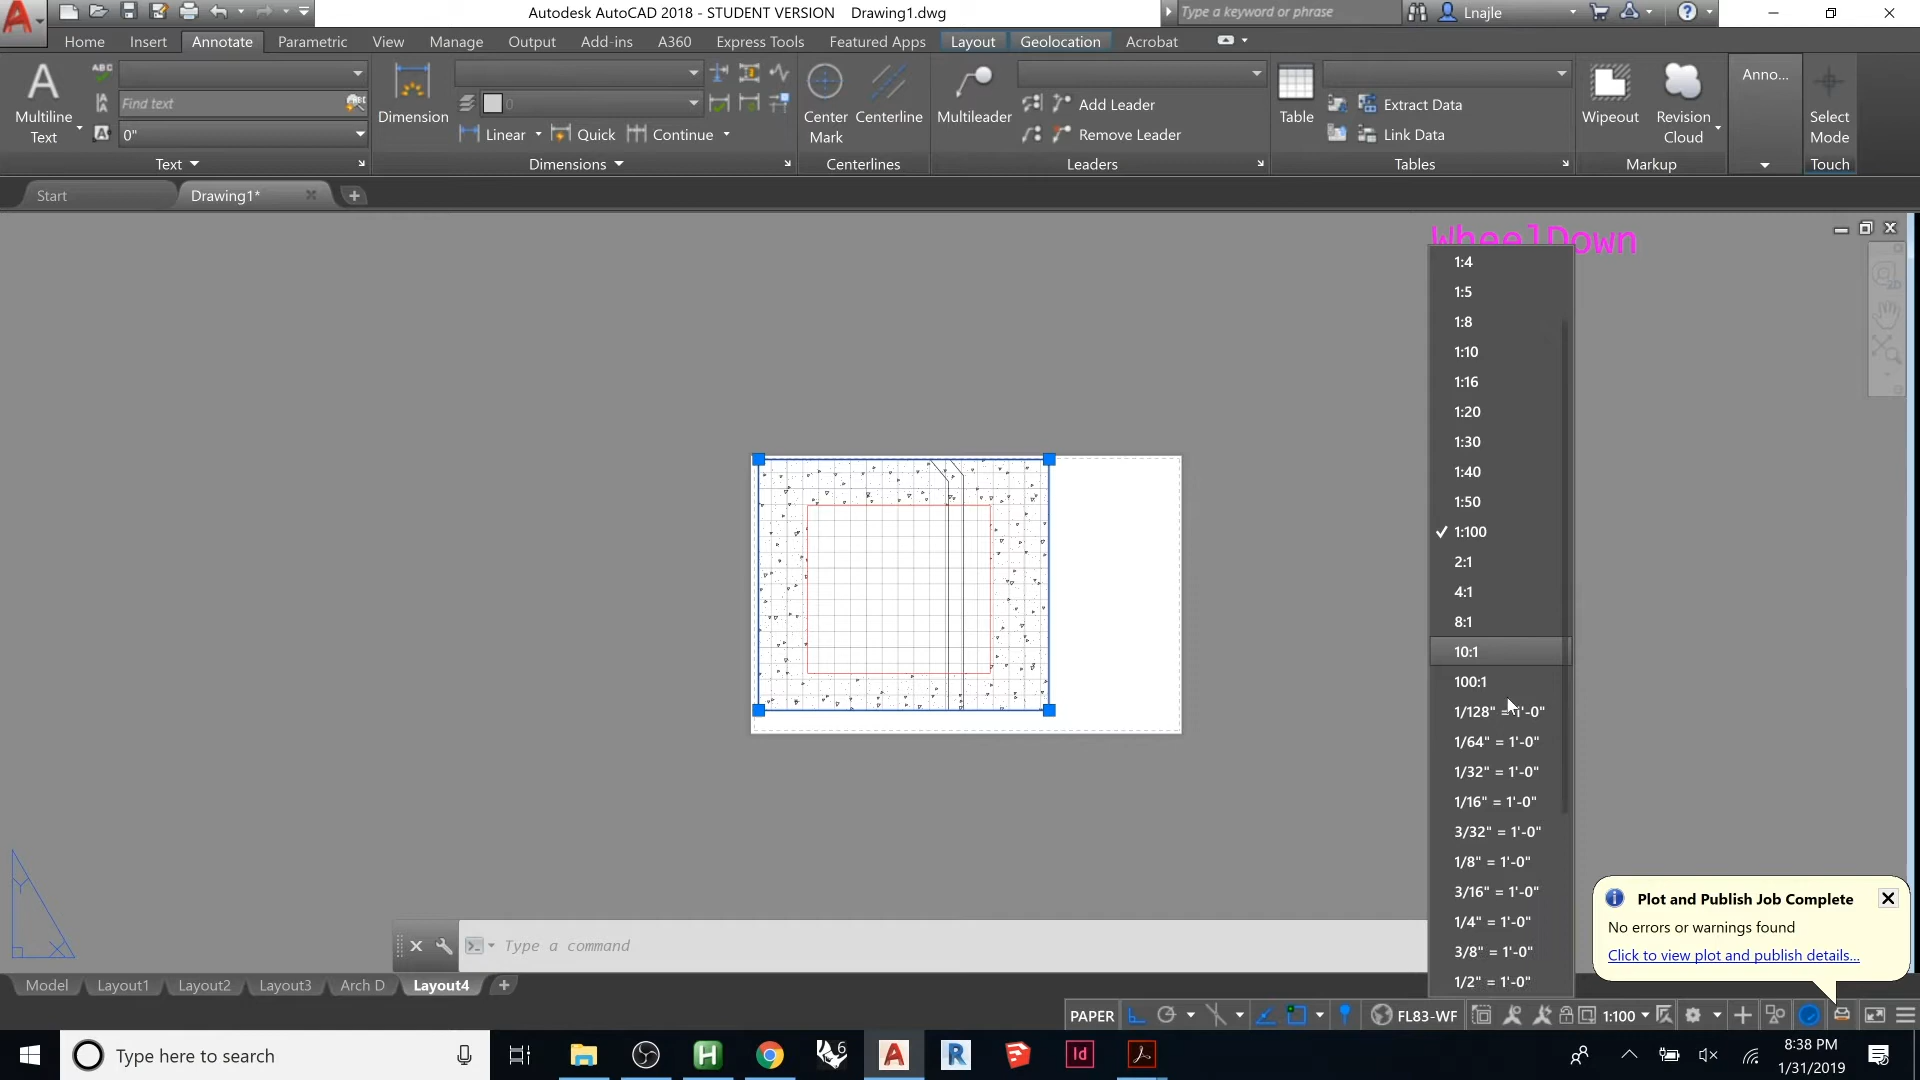 Autodesk AutoCAD 2018 - STUDENT VERSION Drawing1.dwg
Type a keyword or phrase
Lnajle
Home Insert Annotate Parametric View Manage Output Add-ins A360 Express Tools Featured Apps Layout Geolocation Acrobat
Multiline
Text
Find text
0"
Text
Dimension
0
Linear Quick Continue
Dimensions
Center
Mark
Centerline
Centerlines
Multileader
Add Leader
Remove Leader
Leaders
Table
Extract Data
Link Data
Tables
Wipeout
Revision
Cloud
Markup
Anno...
Select
Mode
Touch
Start
Drawing1*
WheelDown
1:4
1:5
1:8
1:10
1:16
1:20
1:30
1:40
1:50
1:100
2:1
4:1
8:1
10:1
100:1
1/128" = 1'-0"
1/64" = 1'-0"
1/32" = 1'-0"
1/16" = 1'-0"
3/32" = 1'-0"
1/8" = 1'-0"
3/16" = 1'-0"
1/4" = 1'-0"
3/8" = 1'-0"
1/2" = 1'-0"
Y
X
Type a command
Plot and Publish Job Complete
No errors or warnings found
Click to view plot and publish details...
Model Layout1 Layout2 Layout3 Arch D Layout4
PAPER
FL83-WF
1:100
Type here to search
H
6
A
R
Id
8:38 PM
1/31/2019